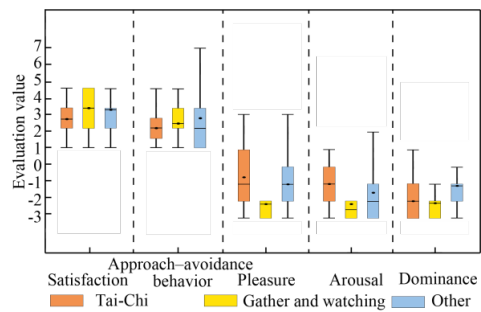 Evaluation value
7
6
5
4
3
2
1
0
-1
-2
-3
Satisfaction
Approach–avoidance
behavior
Pleasure
Arousal
Dominance
Tai-Chi
Gather and watching
Other